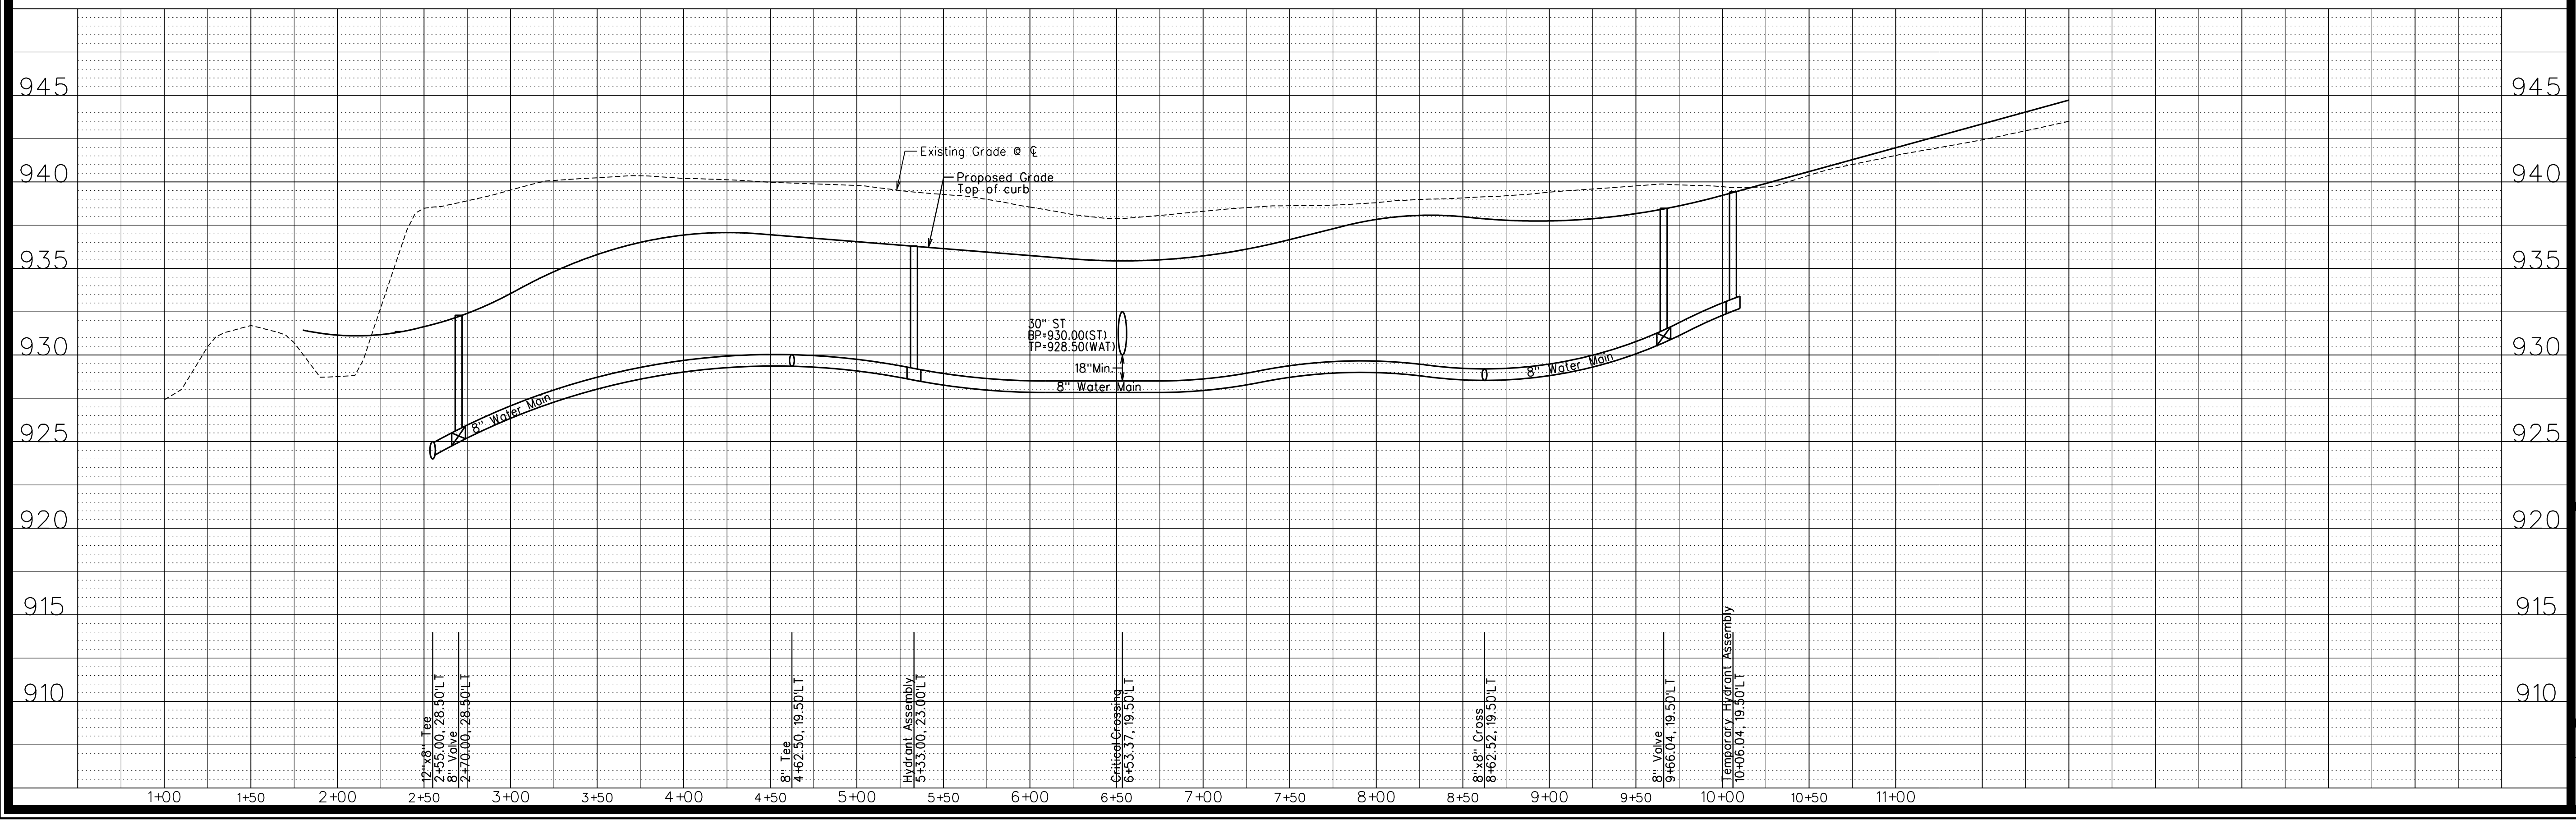 945 945
Existing Grade @ ℄
940 940
Proposed Grade
Top of curb
935 935
30" ST
BP=930.00(ST)
TP=928.50(WAT)
930 930
18"Min.
8" Water Main
8" Water Main
8" Water Main
925 925
920 920
915 915
910 910
12"x8" Tee
2+55.00, 28.50'LT
8" Valve
2+70.00, 28.50'LT
8" Tee
4+62.50, 19.50'LT
Hydrant Assembly
5+33.00, 23.00'LT
Critical Crossing
6+53.37, 19.50'LT
8"x8" Cross
8+62.52, 19.50'LT
8" Valve
9+66.04, 19.50'LT
Temporary Hydrant Assembly
10+06.04, 19.50'LT
1+00 1+50 2+00 2+50 3+00 3+50 4+00 4+50 5+00 5+50 6+00 6+50 7+00 7+50 8+00 8+50 9+00 9+50 10+00 10+50 11+00